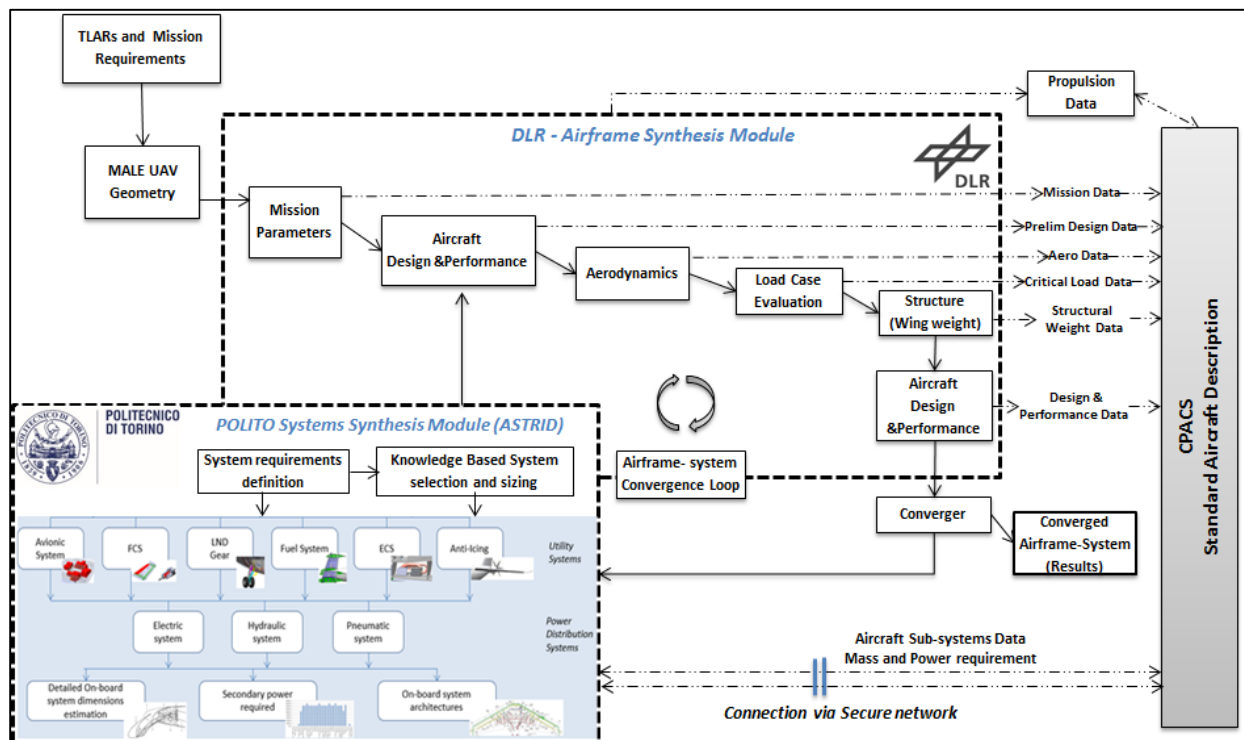 TLARs and Mission
Requirements
MALE UAV
Geometry
DLR - Airframe Synthesis Module
DLR
Propulsion
Data
Mission
Parameters
Aircraft
Design &Performance
Aerodynamics
Load Case
Evaluation
Structure
(Wing weight)
Aircraft
Design
&Performance
Mission Data
Prelim Design Data
Aero Data
Critical Load Data
Structural
Weight Data
Design &
Performance Data
CPACS
Standard Aircraft Description
Airframe- system
Convergence Loop
Converger
Converged
Airframe-System
(Results)
POLITECNICO
DI TORINO
POLITO Systems Synthesis Module (ASTRID)
System requirements
definition
Knowledge Based System
selection and sizing
Avionic
System
FCS
LND
Gear
Fuel System
ECS
Anti-Icing
Utility
Systems
Electric
system
Hydraulic
system
Pneumatic
system
Power
Distribution
Systems
Detailed On-board
system dimensions
estimation
Secondary power
required
On-board system
architectures
Aircraft Sub-systems Data
Mass and Power requirement
Connection via Secure network